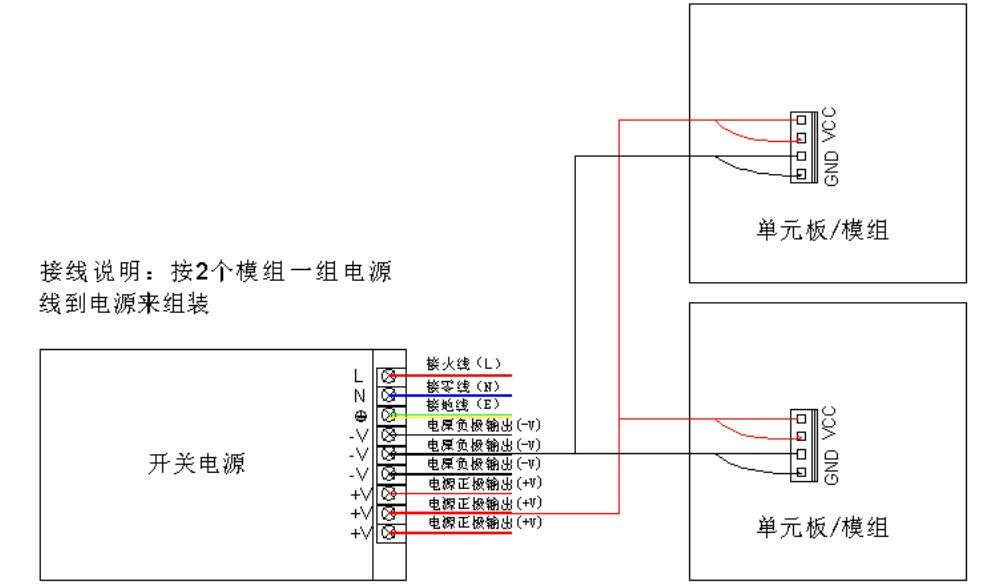 VCC
GND
单元板/模组
接线说明：按2个模组一组电源
线到电源来组装
L 接火线(L)
N 接零线(N)
接地线(E)
-V 电源负极输出(-V)
-V 电源负极输出(-V)
-V 电源负极输出(-V)
+V 电源正极输出(+V)
+V 电源正极输出(+V)
+V 电源正极输出(+V)
开关电源
VCC
GND
单元板/模组